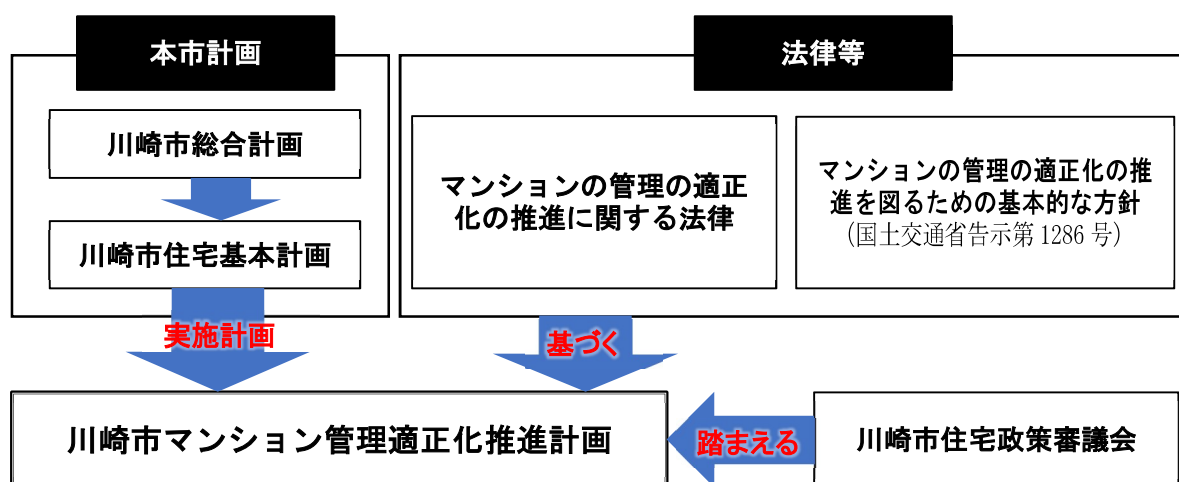 本市計画
川崎市総合計画
川崎市住宅基本計画
実施計画
法律等
マンションの管理の適正
化の推進に関する法律
マンションの管理の適正化の推
進を図るための基本的な方針
(国土交通省告示第 1286 号)
基づく
川崎市マンション管理適正化推進計画
踏まえる
川崎市住宅政策審議会